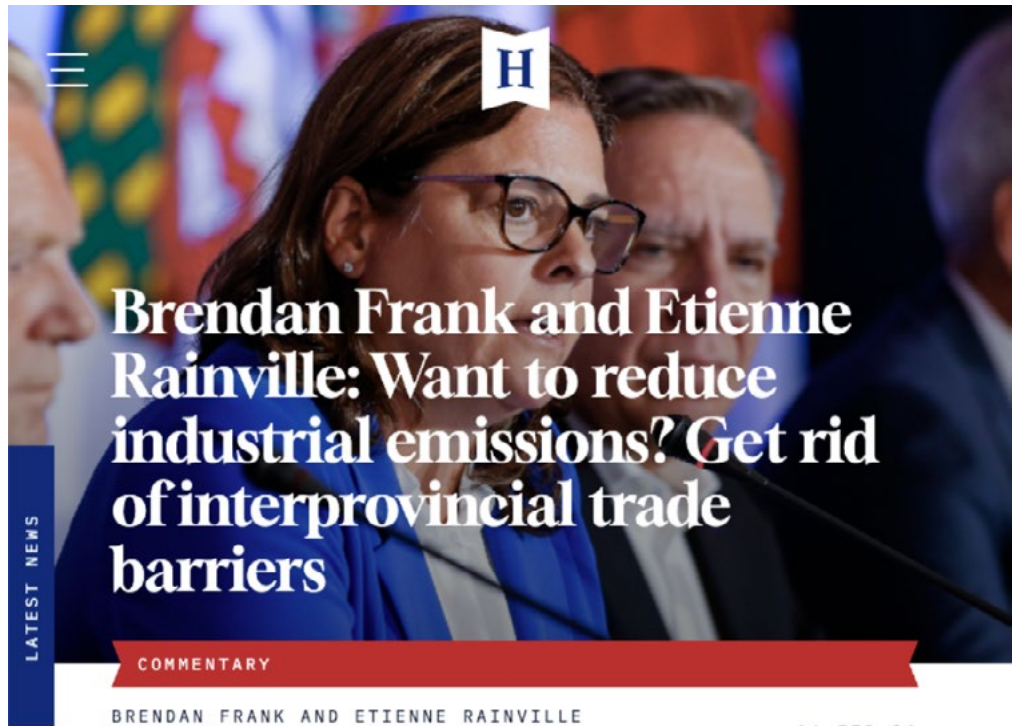 H
Brendan Frank and Etienne
Rainville: Want to reduce
industrial emissions? Get rid
of interprovincial trade
barriers
LATEST NEWS
COMMENTARY
BRENDAN FRANK AND ETIENNE RAINVILLE